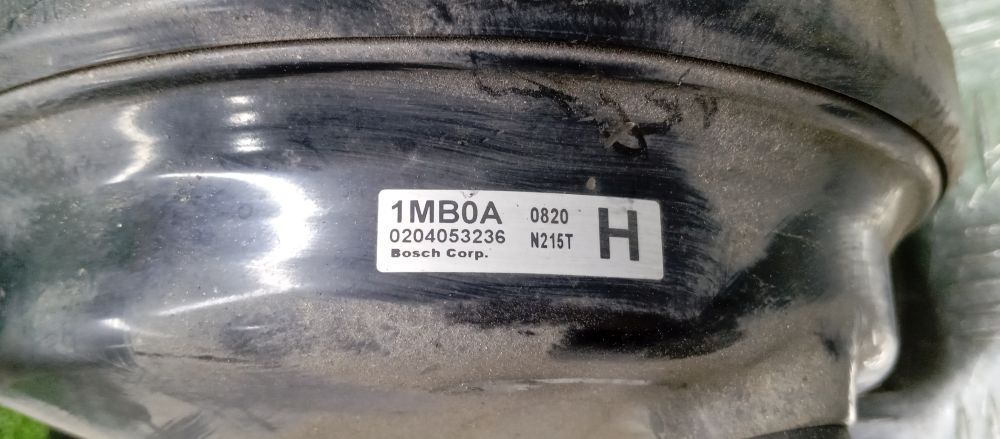 1MB0A 0820 H
0204053236 N215T
Bosch Corp.